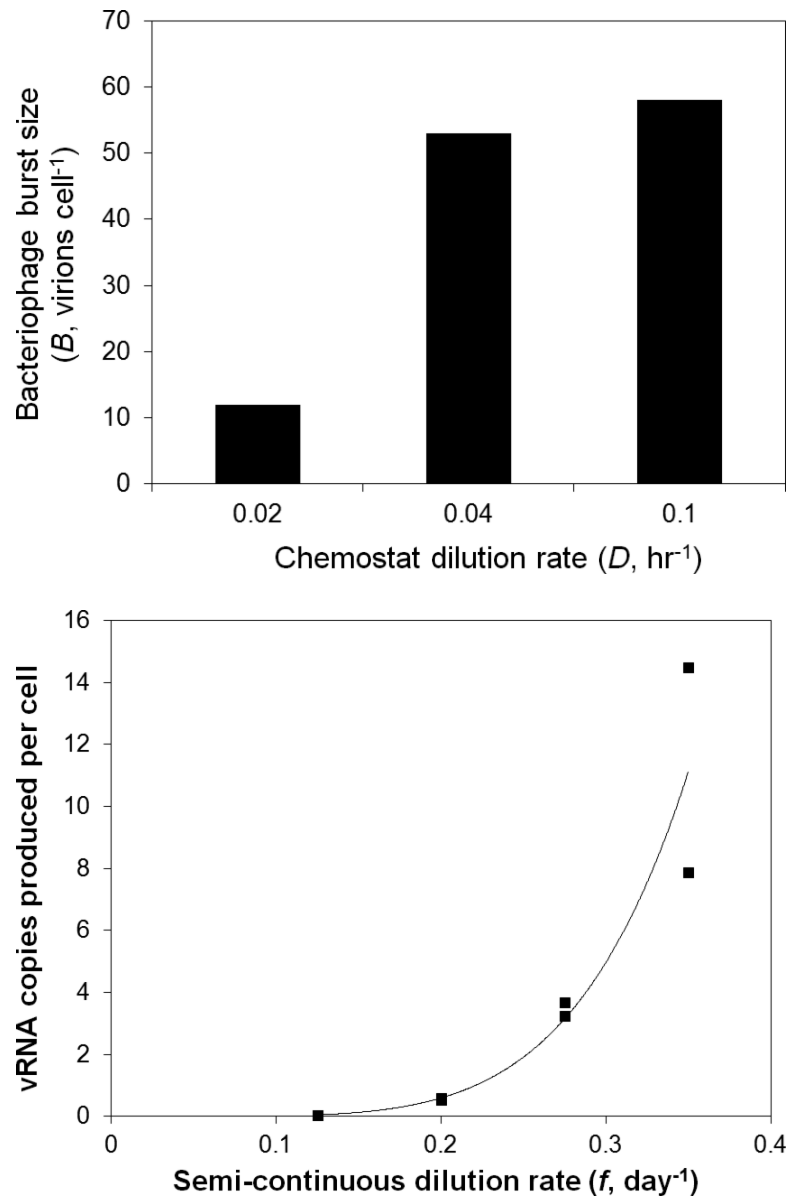 70
60
50
40
30
20
10
0
Bacteriophage burst size
(B, virions cell-1)
0.02 0.04 0.1
Chemostat dilution rate (D, hr-1)
16
14
12
10
8
6
4
2
0
vRNA copies produced per cell
0 0.1 0.2 0.3 0.4
Semi-continuous dilution rate (f, day-1)